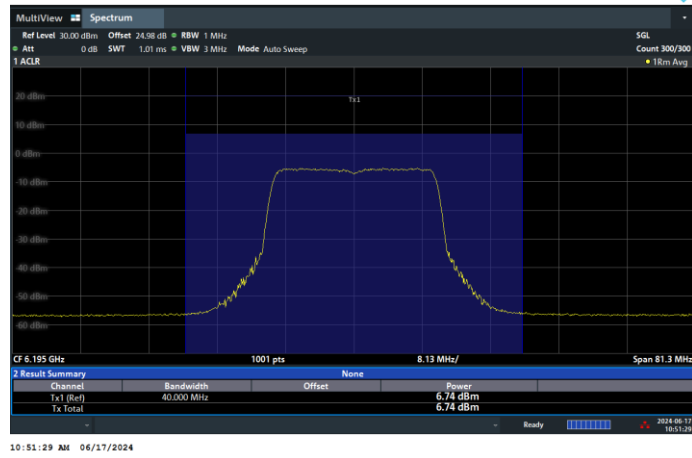 MultiView Spectrum
Ref Level 30.00 dBm Offset 24.98 dB RBW 1 MHz SGL
Att 0 dB SWT 1.01 ms VBW 3 MHz Mode Auto Sweep Count 300/300
1 ACLR 1Rm Avg
20 dBm
Tx1
10 dBm
0 dBm
-10 dBm
-20 dBm
-30 dBm
-40 dBm
-50 dBm
-60 dBm
CF 6.195 GHz 1001 pts 8.13 MHz/ Span 81.3 MHz
2 Result Summary None
Channel Bandwidth Offset Power
Tx1 (Ref) 40.000 MHz 6.74 dBm
Tx Total 6.74 dBm
Ready 2024-06-17
10:51:29
10:51:29 AM 06/17/2024